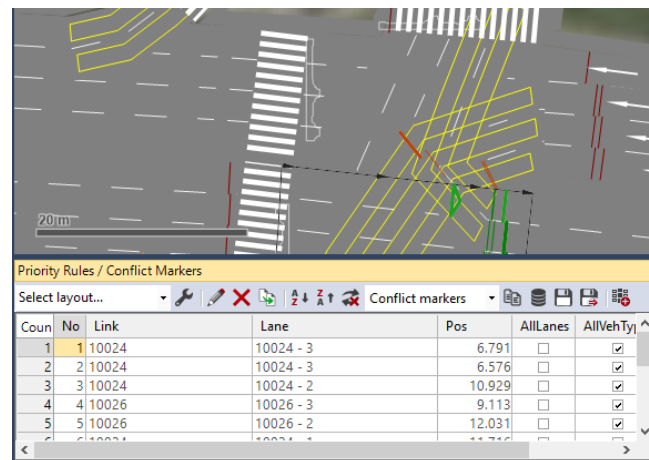 20 m
Priority Rules / Conflict Markers
Select layout... Conflict markers
Coun No Link Lane Pos AllLanes AllVehTyp
1 1 10024 10024 - 3 6.791
2 2 10024 10024 - 3 6.576
3 3 10024 10024 - 2 10.929
4 4 10026 10026 - 3 9.113
5 5 10026 10026 - 2 12.031